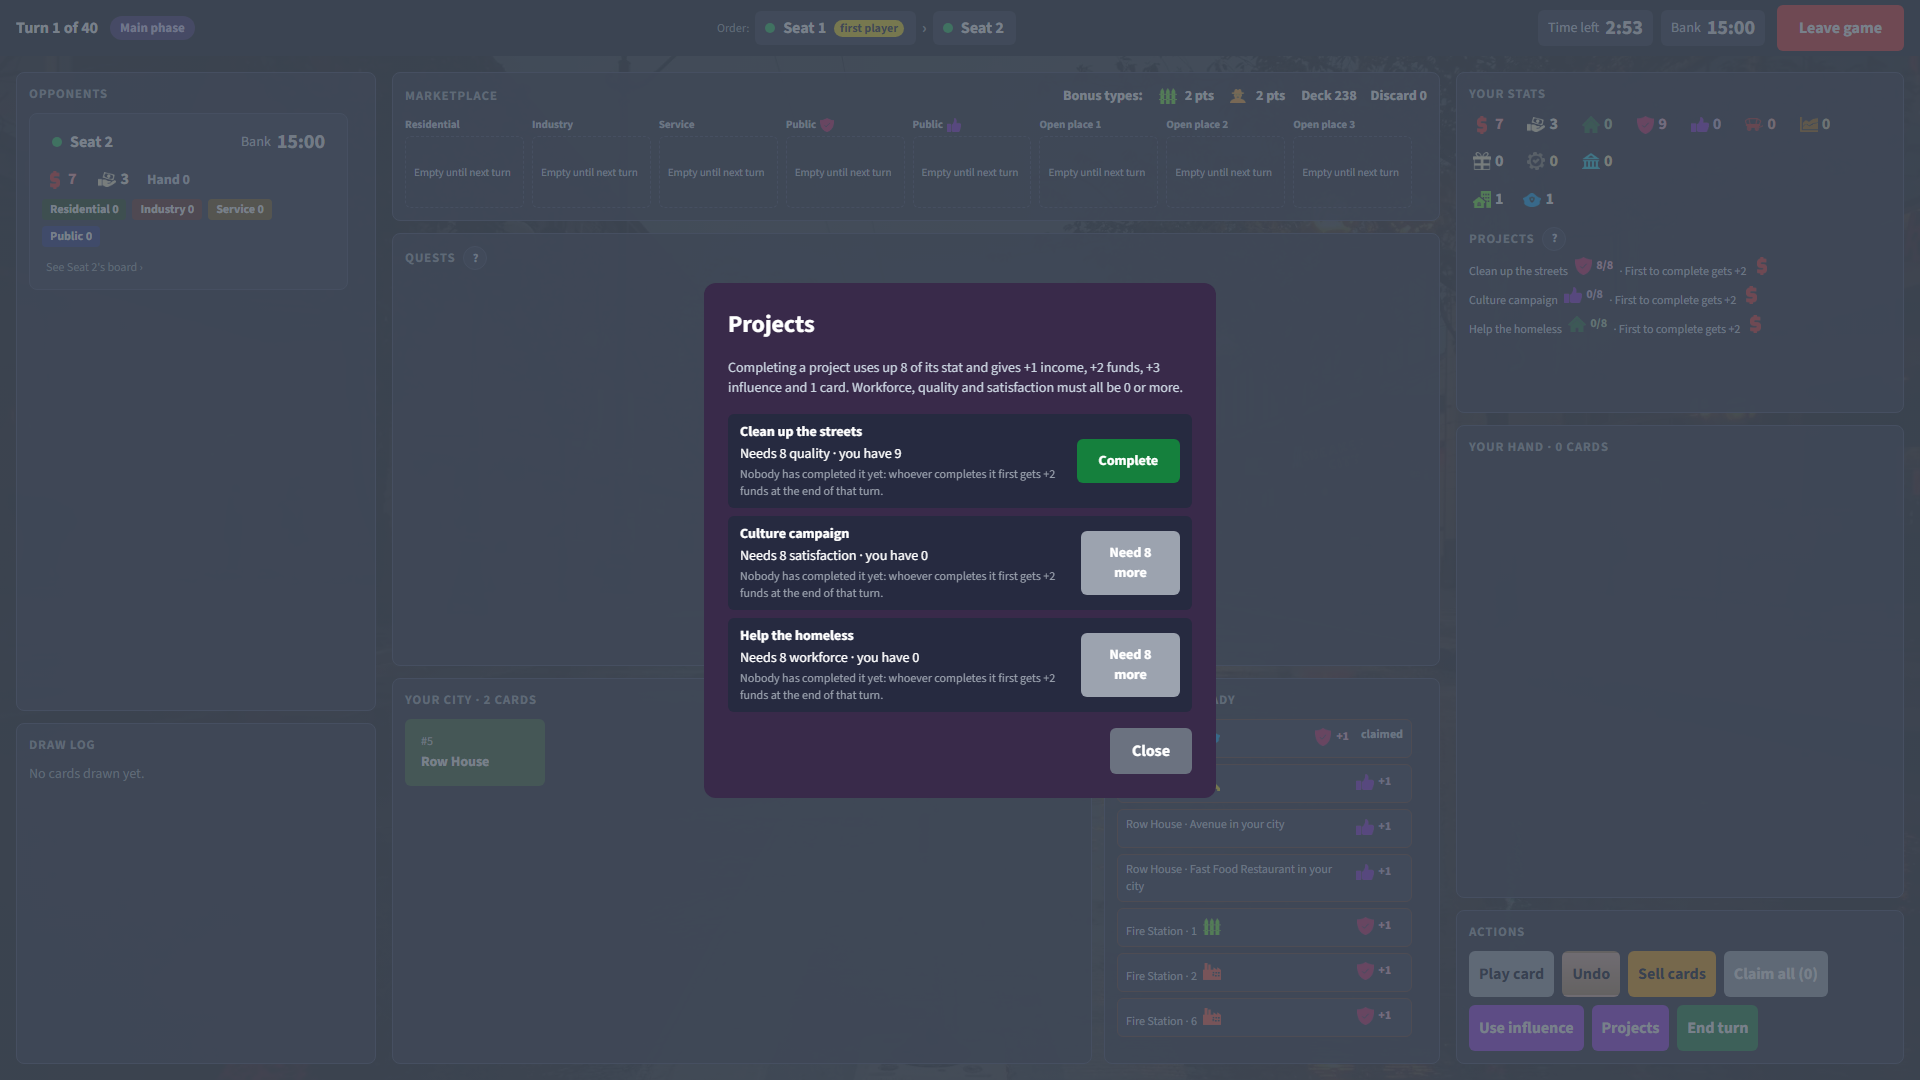 Turn 1 of 40
Main phase
Order:
Seat 1
first player
›
Seat 2
Time left 2:53
Bank 15:00
Leave game
OPPONENTS
Seat 2
Bank 15:00
7
3
Hand 0
Residential 0
Industry 0
Service 0
Public 0
See Seat 2's board ›
DRAW LOG
No cards drawn yet.
MARKETPLACE
Bonus types:
2 pts
2 pts
Deck 238
Discard 0
Residential
Industry
Service
Public
Public
Open place 1
Open place 2
Open place 3
Empty until next turn
Empty until next turn
Empty until next turn
Empty until next turn
Empty until next turn
Empty until next turn
Empty until next turn
Empty until next turn
QUESTS ?
Projects
Completing a project uses up 8 of its stat and gives +1 income, +2 funds, +3
influence and 1 card. Workforce, quality and satisfaction must all be 0 or more.
Clean up the streets
Needs 8 quality · you have 9
Nobody has completed it yet: whoever completes it first gets +2
funds at the end of that turn.
Complete
Culture campaign
Needs 8 satisfaction · you have 0
Nobody has completed it yet: whoever completes it first gets +2
funds at the end of that turn.
Need 8
more
Help the homeless
Needs 8 workforce · you have 0
Nobody has completed it yet: whoever completes it first gets +2
funds at the end of that turn.
Need 8
more
Close
YOUR CITY · 2 CARDS
#5
Row House
+1 claimed
+1
Row House · Avenue in your city
+1
Row House · Fast Food Restaurant in your
city
+1
Fire Station · 1
+1
Fire Station · 2
+1
Fire Station · 6
+1
YOUR STATS
7
3
0
9
0
0
0
0
0
0
1
1
PROJECTS ?
Clean up the streets 8/8 · First to complete gets +2
Culture campaign 0/8 · First to complete gets +2
Help the homeless 0/8 · First to complete gets +2
YOUR HAND · 0 CARDS
ACTIONS
Play card
Undo
Sell cards
Claim all (0)
Use influence
Projects
End turn